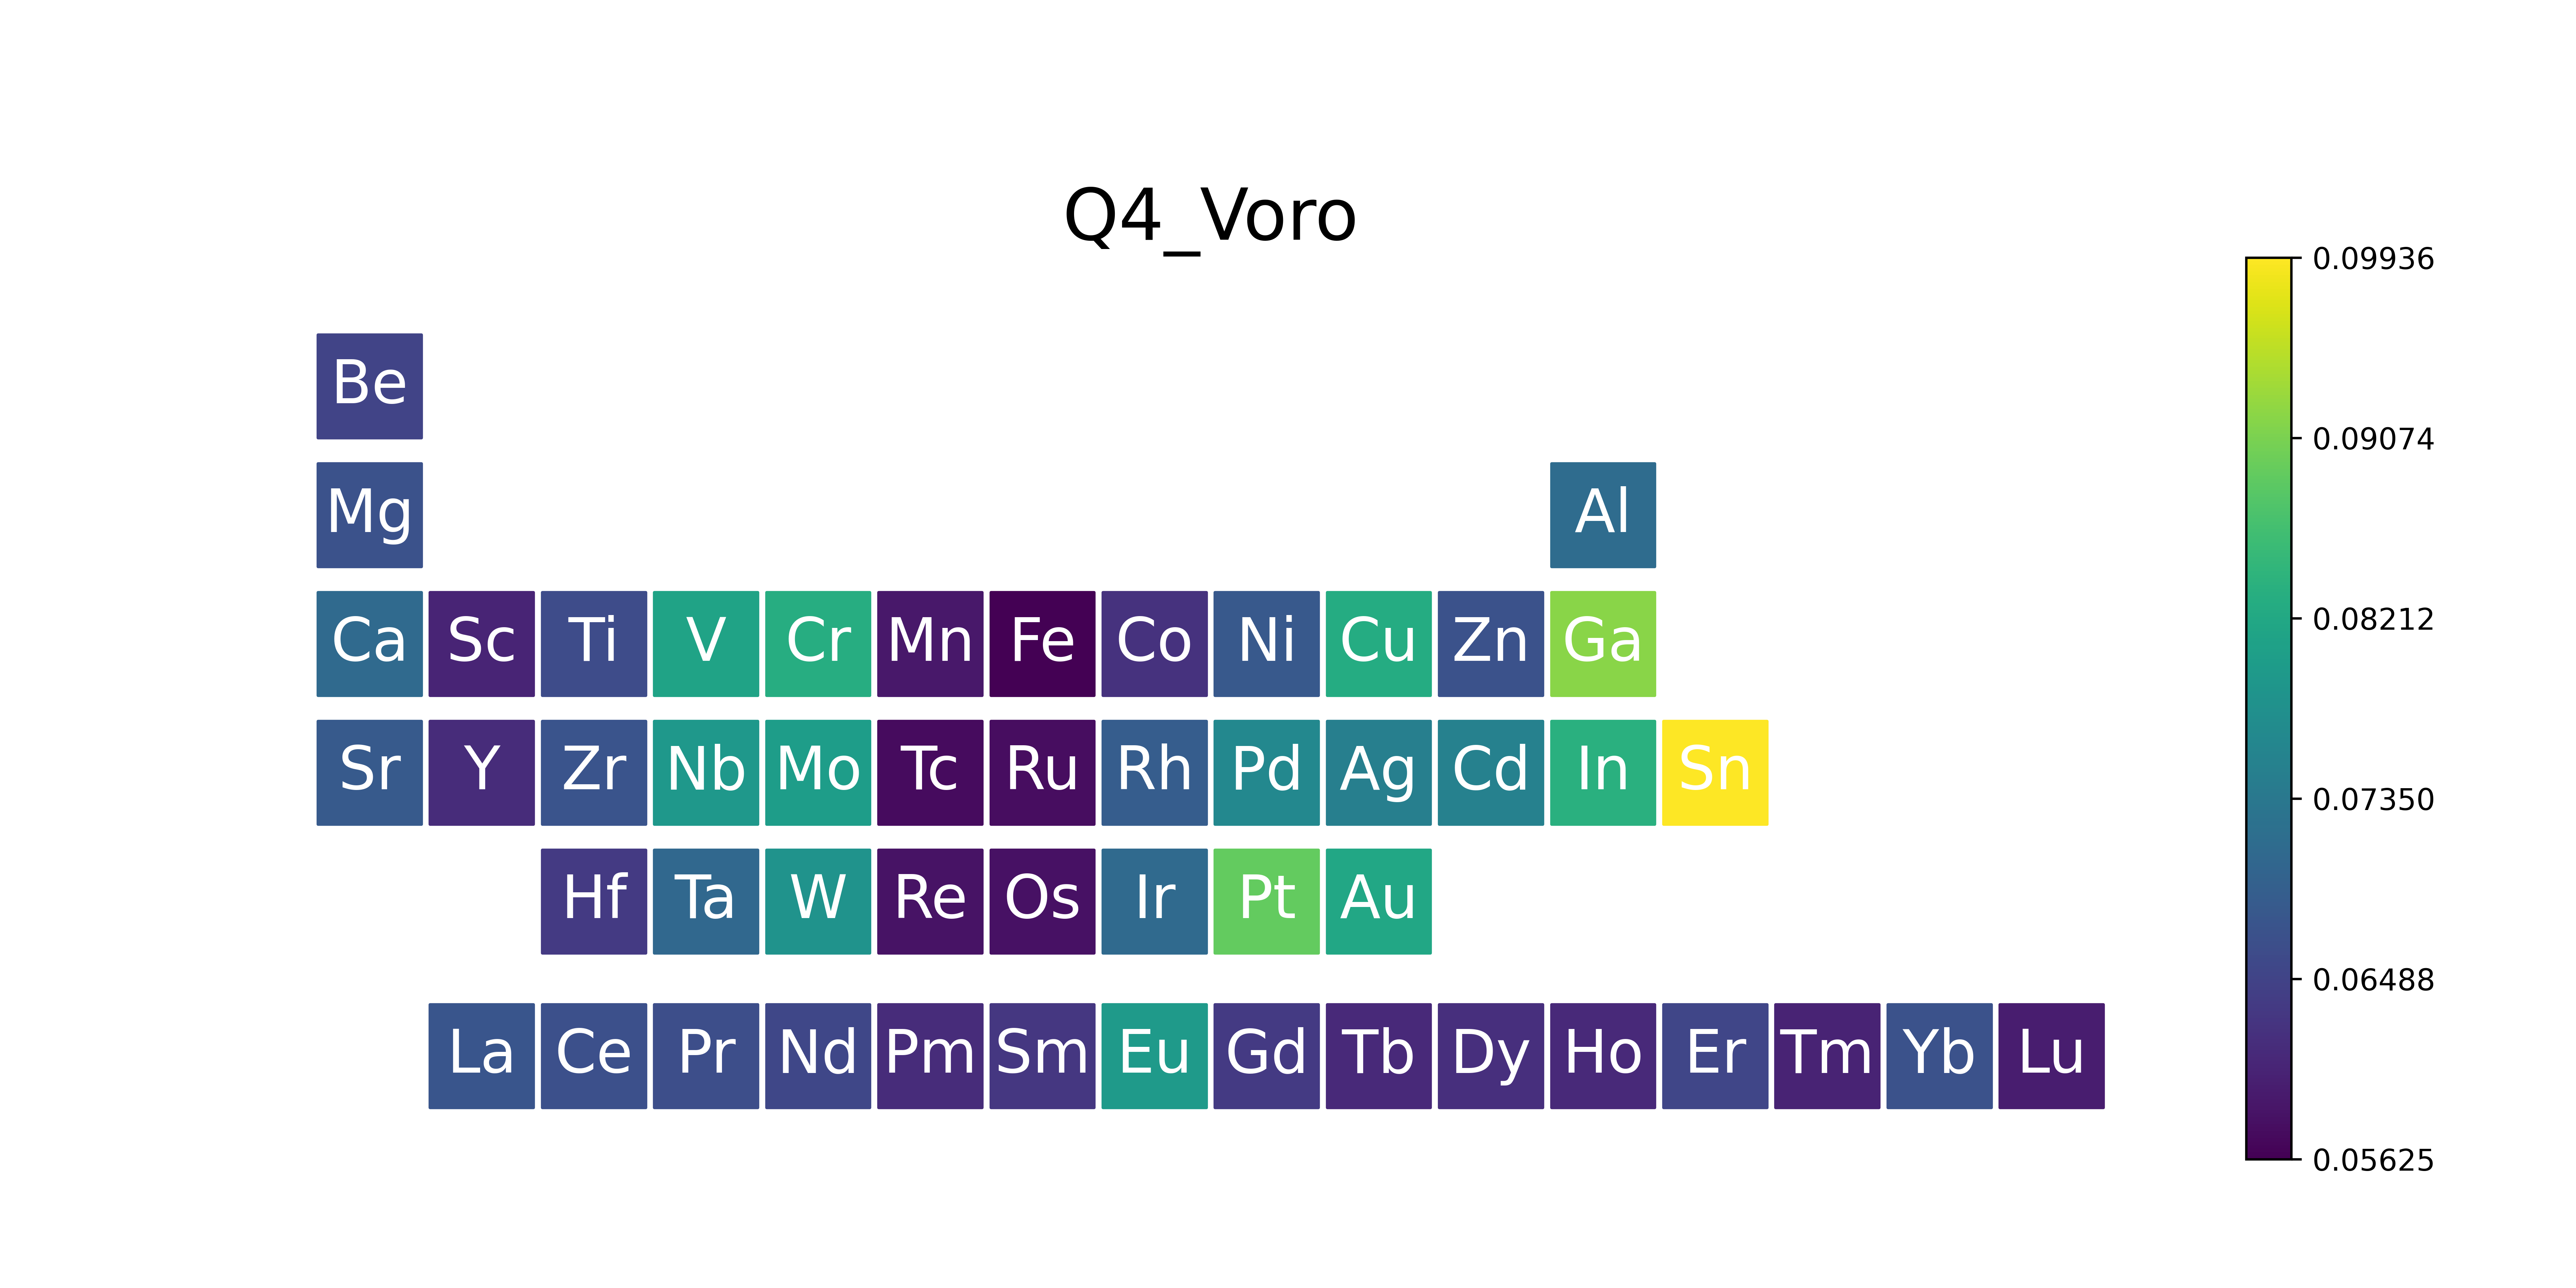 Q4_Voro
0.09936
Be
0.09074
Mg Al
Ca Sc Ti V Cr Mn Fe Co Ni Cu Zn Ga
0.08212
Sr Y Zr Nb Mo Tc Ru Rh Pd Ag Cd In Sn
0.07350
Hf Ta W Re Os Ir Pt Au
0.06488
La Ce Pr Nd Pm Sm Eu Gd Tb Dy Ho Er Tm Yb Lu
0.05625